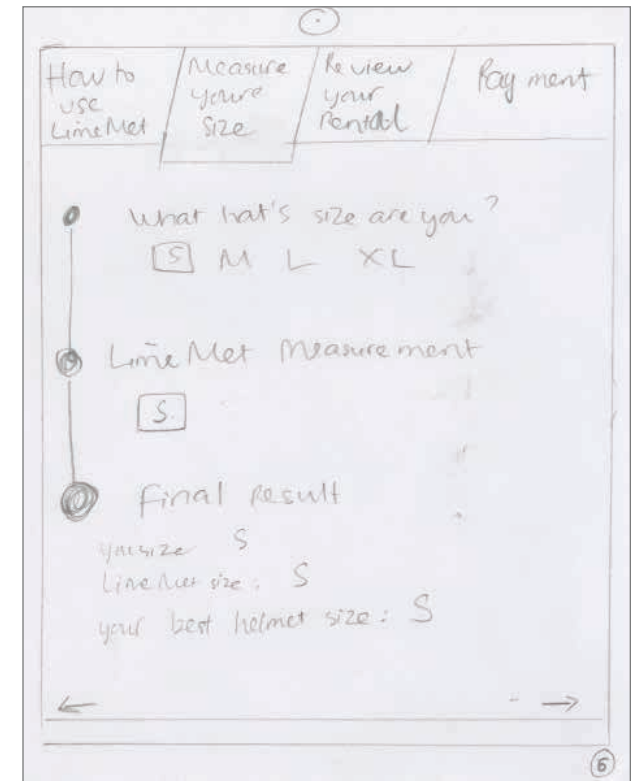 How to
use
LimeMet
Measure
youre
size
Review
your
Rental
Payment
what hat's size are you?
S M L XL
LimeMet Measurement
S
Final Result
size S
LimeMet size: S
your best helmet size: S
← →
6